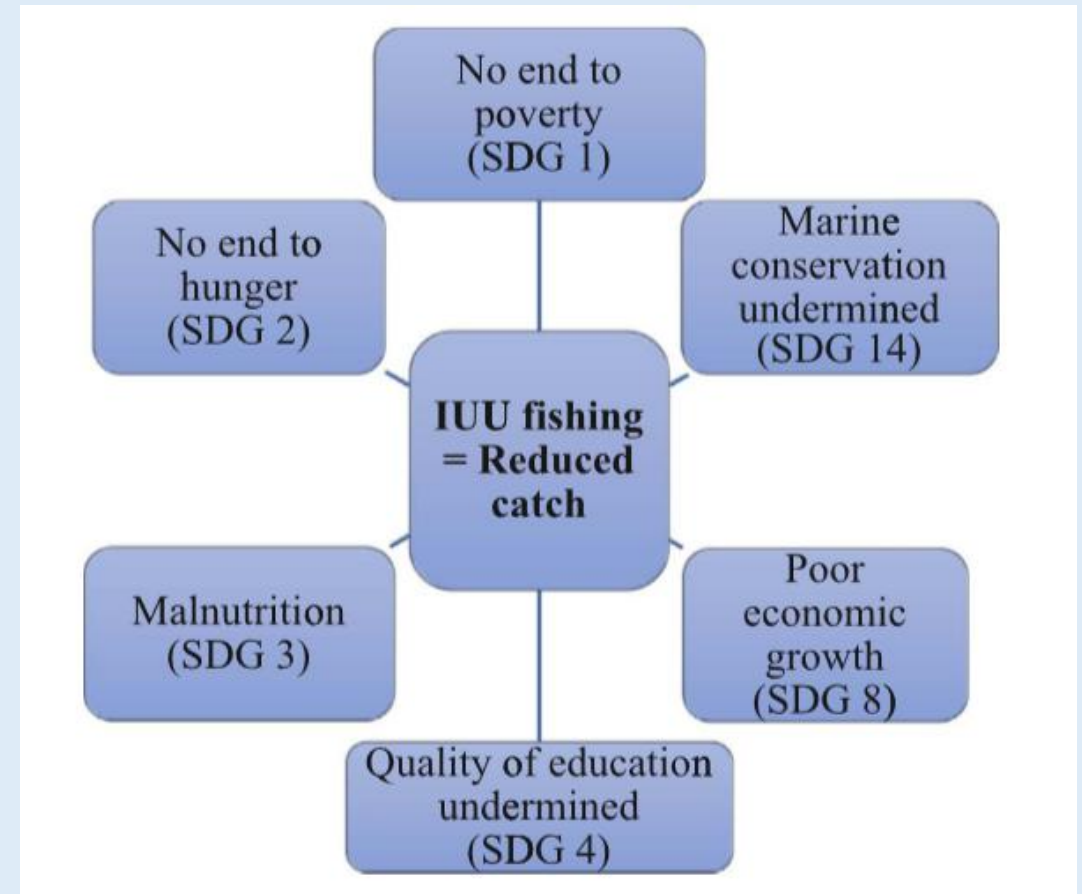 No end to
poverty
(SDG 1)
No end to
hunger
(SDG 2)
Marine
conservation
undermined
(SDG 14)
IUU fishing
= Reduced
catch
Malnutrition
(SDG 3)
Poor
economic
growth
(SDG 8)
Quality of education
undermined
(SDG 4)